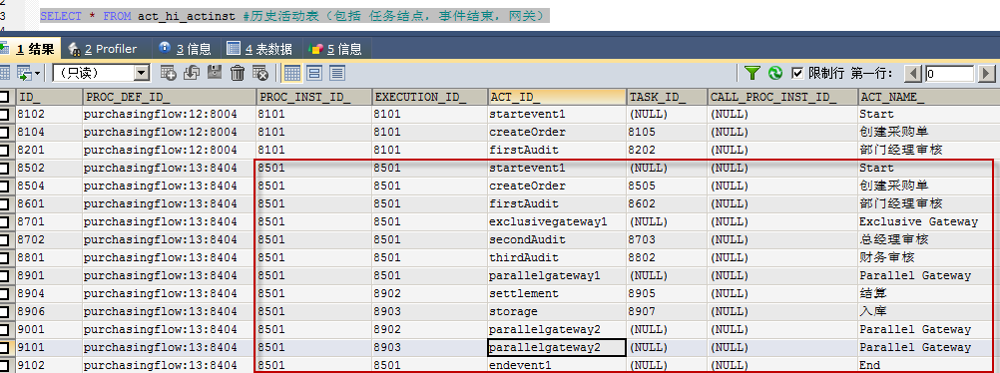 3 SELECT * FROM act_hi_actinst #历史活动表（包括 任务结点，事件结束，网关）
4
1 结果 2 Profiler 3 信息 4 表数据 5 信息
（只读） 限制行 第一行： 0
ID_ PROC_DEF_ID_ PROC_INST_ID_ EXECUTION_ID_ ACT_ID_ TASK_ID_ CALL_PROC_INST_ID_ ACT_NAME_
8102 purchasingflow:12:8004 8101 8101 startevent1 (NULL) (NULL) Start
8104 purchasingflow:12:8004 8101 8101 createOrder 8105 (NULL) 创建采购单
8201 purchasingflow:12:8004 8101 8101 firstAudit 8202 (NULL) 部门经理审核
8502 purchasingflow:13:8404 8501 8501 startevent1 (NULL) (NULL) Start
8504 purchasingflow:13:8404 8501 8501 createOrder 8505 (NULL) 创建采购单
8601 purchasingflow:13:8404 8501 8501 firstAudit 8602 (NULL) 部门经理审核
8701 purchasingflow:13:8404 8501 8501 exclusivegateway1 (NULL) (NULL) Exclusive Gateway
8702 purchasingflow:13:8404 8501 8501 secondAudit 8703 (NULL) 总经理审核
8801 purchasingflow:13:8404 8501 8501 thirdAudit 8802 (NULL) 财务审核
8901 purchasingflow:13:8404 8501 8501 parallelgateway1 (NULL) (NULL) Parallel Gateway
8904 purchasingflow:13:8404 8501 8902 settlement 8905 (NULL) 结算
8906 purchasingflow:13:8404 8501 8903 storage 8907 (NULL) 入库
9001 purchasingflow:13:8404 8501 8902 parallelgateway2 (NULL) (NULL) Parallel Gateway
9101 purchasingflow:13:8404 8501 8903 parallelgateway2 (NULL) (NULL) Parallel Gateway
9102 purchasingflow:13:8404 8501 8501 endevent1 (NULL) (NULL) End